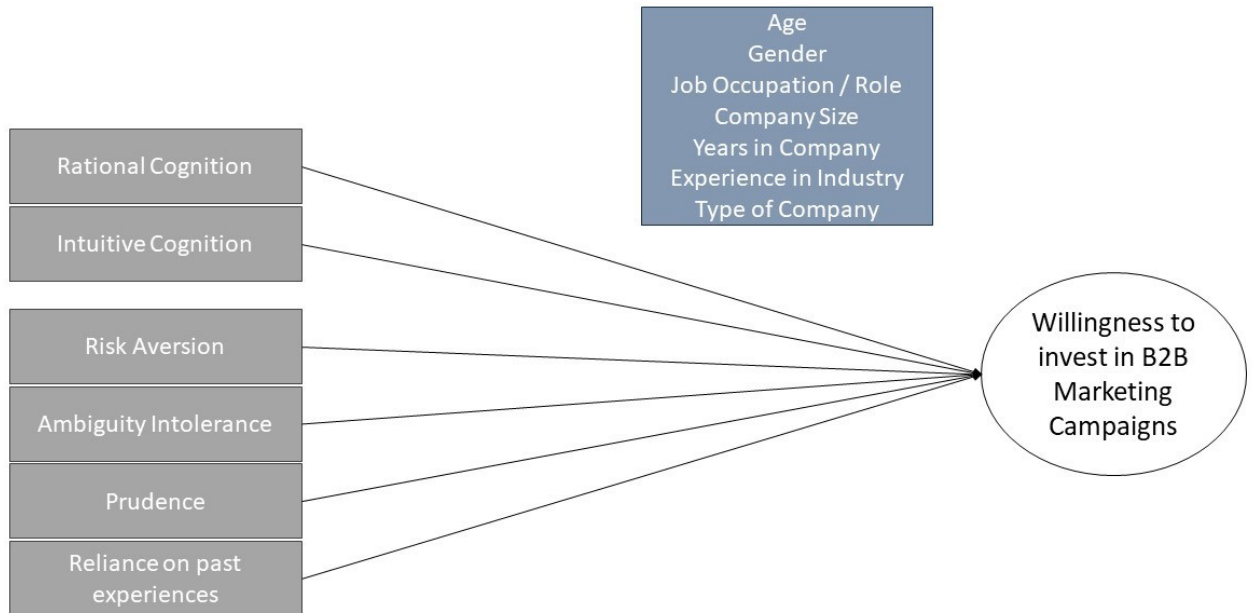 Age
Gender
Job Occupation / Role
Company Size
Years in Company
Experience in Industry
Type of Company
Rational Cognition
Intuitive Cognition
Risk Aversion
Ambiguity Intolerance
Prudence
Reliance on past
experiences
Willingness to
invest in B2B
Marketing
Campaigns